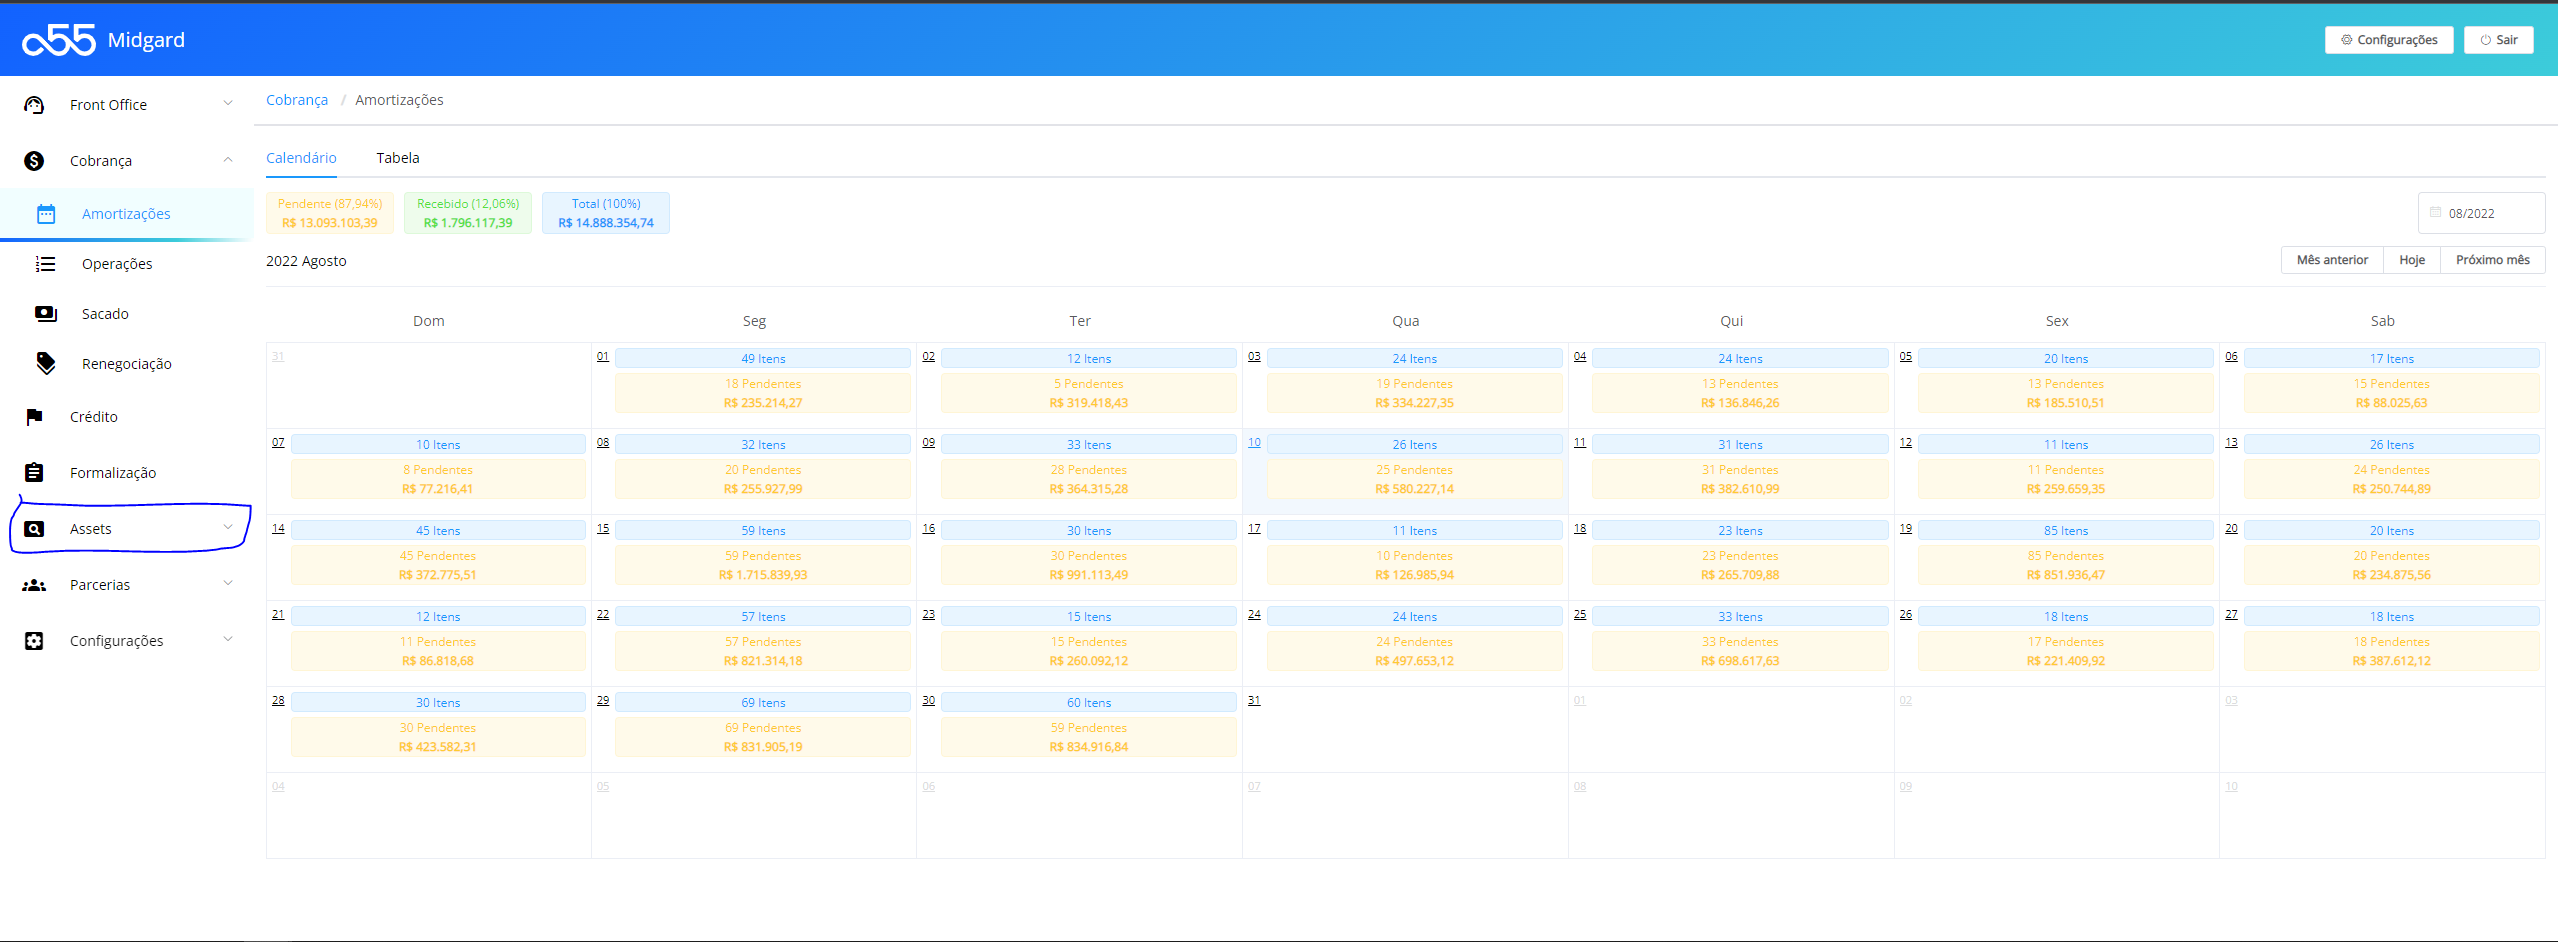 a55 Midgard
Configurações
Sair
Front Office
Cobrança
Amortizações
Operações
Sacado
Renegociação
Crédito
Formalização
Assets
Parcerias
Configurações
Cobrança / Amortizações
Calendário Tabela
Pendente (87,94%)
R$ 13.093.103,39
Recebido (12,06%)
R$ 1.796.117,39
Total (100%)
R$ 14.888.354,74
08/2022
2022 Agosto
Mês anterior Hoje Próximo mês
Dom Seg Ter Qua Qui Sex Sab
31
01 49 Itens
18 Pendentes
R$ 235.214,27
02 12 Itens
5 Pendentes
R$ 319.418,43
03 24 Itens
19 Pendentes
R$ 334.227,35
04 24 Itens
13 Pendentes
R$ 136.846,26
05 20 Itens
13 Pendentes
R$ 185.510,51
06 17 Itens
15 Pendentes
R$ 88.025,63
07 10 Itens
8 Pendentes
R$ 77.216,41
08 32 Itens
20 Pendentes
R$ 255.927,99
09 33 Itens
28 Pendentes
R$ 364.315,28
10 26 Itens
25 Pendentes
R$ 580.227,14
11 31 Itens
31 Pendentes
R$ 382.610,99
12 11 Itens
11 Pendentes
R$ 259.659,35
13 26 Itens
24 Pendentes
R$ 250.744,89
14 45 Itens
45 Pendentes
R$ 372.775,51
15 59 Itens
59 Pendentes
R$ 1.715.839,93
16 30 Itens
30 Pendentes
R$ 991.113,49
17 11 Itens
10 Pendentes
R$ 126.985,94
18 23 Itens
23 Pendentes
R$ 265.709,88
19 85 Itens
85 Pendentes
R$ 851.936,47
20 20 Itens
20 Pendentes
R$ 234.875,56
21 12 Itens
11 Pendentes
R$ 86.818,68
22 57 Itens
57 Pendentes
R$ 821.314,18
23 15 Itens
15 Pendentes
R$ 260.092,12
24 24 Itens
24 Pendentes
R$ 497.653,12
25 33 Itens
33 Pendentes
R$ 698.617,63
26 18 Itens
17 Pendentes
R$ 221.409,92
27 18 Itens
18 Pendentes
R$ 387.612,12
28 30 Itens
30 Pendentes
R$ 423.582,31
29 69 Itens
69 Pendentes
R$ 831.905,19
30 60 Itens
59 Pendentes
R$ 834.916,84
31
01
02
03
04
05
06
07
08
09
10